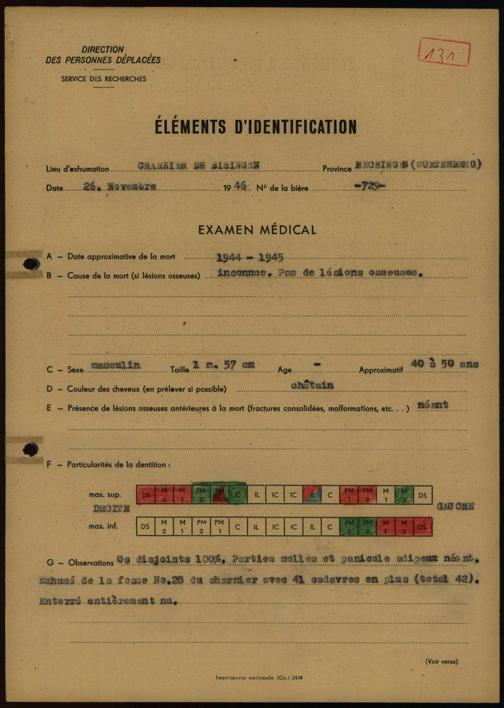 DIRECTION
DES PERSONNES DÉPLACÉES
SERVICE DES RECHERCHES
131
ÉLÉMENTS D'IDENTIFICATION
Lieu d'exhumation CHARNIER DE BISINGEN Province HECHINGEN(WURTEMBERG)
Date 26. Novembre 1946 N° de la bière -729-
EXAMEN MÉDICAL
A — Date approximative de la mort 1944 - 1945
B — Cause de la mort (si lésions osseuses) inconnue. Pas de lésions osseuses.
C — Sexe masculin Taille 1 m. 57 cm Age - Approximatif 40 à 50 ans
D — Couleur des cheveux (en prélever si possible) châtain
E — Présence de lésions osseuses antérieures à la mort (fractures consolidées, malformations, etc. . . ) néant
F — Particularités de la dentition :
max. sup. DS M 2 M 1 PM 2 C IL IC IC IL C PM 1 PM 2 M 1 M 2 DS
DROITE GAUCHE
max. inf. DS M 2 M 1 PM 2 PM 1 C IL IC IC IL C PM 1 PM 2 M 1 M 2 DS
G — Observations Os disjoints 100%. Parties molles et panicule adipeux néant.
Exhumé de la fosse No.28 du charnier avec 41 cadavres en plus (total 42).
Enterré entièrement nu.
(Voir verso)
Imprimerie nationale (Gr.) 2414